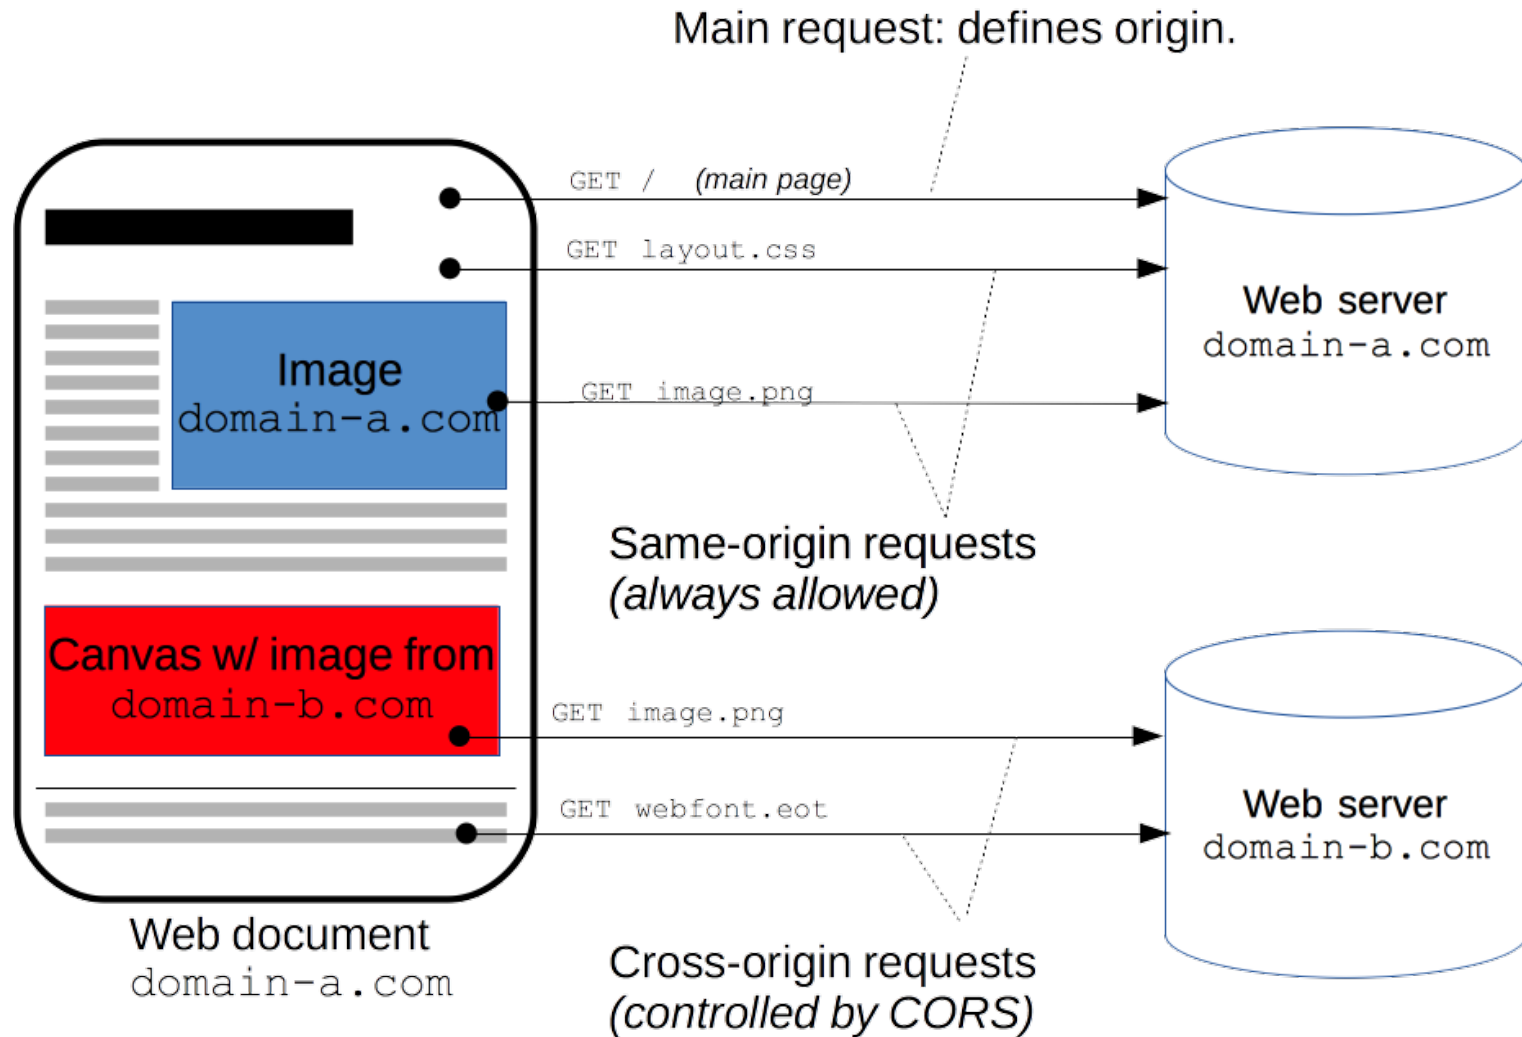 Main request: defines origin.
GET / (main page)
GET layout.css
Web server
domain-a.com
Image
domain-a.com
GET image.png
Same-origin requests
(always allowed)
Canvas w/ image from
domain-b.com
GET image.png
GET webfont.eot
Web server
domain-b.com
Web document
domain-a.com
Cross-origin requests
(controlled by CORS)